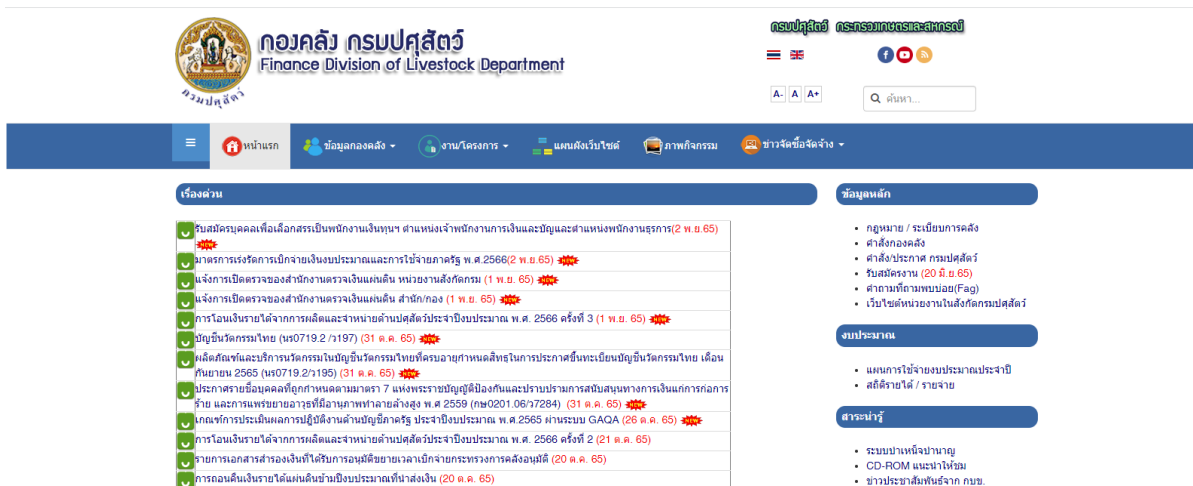 กองคลัง กรมปศุสัตว์
Finance Division of Livestock Department
กรมปศุสัตว์
กรมปศุสัตว์ กระทรวงเกษตรและสหกรณ์
A- A A+
ค้นหา...
หน้าแรก ข้อมูลกองคลัง งาน/โครงการ แผนผังเว็บไซต์ ภาพกิจกรรม ข่าวจัดซื้อจัดจ้าง
เรื่องด่วน
รับสมัครบุคคลเพื่อเลือกสรรเป็นพนักงานเงินทุนฯ ตำแหน่งเจ้าพนักงานการเงินและบัญและตำแหน่งพนักงานธุรการ(2 พ.ย.65)
NEW
มาตรการเร่งรัดการเบิกจ่ายเงินงบประมาณและการใช้จ่ายภาครัฐ พ.ศ.2566(2 พ.ย. 65) NEW
แจ้งการเปิดตรวจของสำนักงานตรวจเงินแผ่นดิน หน่วยงานสังกัดกรม (1 พ.ย. 65) NEW
แจ้งการเปิดตรวจของสำนักงานตรวจเงินแผ่นดิน สำนัก/กอง (1 พ.ย. 65) NEW
การโอนเงินรายได้จากการผลิตและจำหน่ายด้านปศุสัตว์ประจำปีงบประมาณ พ.ศ. 2566 ครั้งที่ 3 (1 พ.ย. 65) NEW
บัญชีนวัตกรรมไทย (นร0719.2 /ว197) (31 ต.ค. 65) NEW
ผลิตภัณฑ์และบริการนวัตกรรมในบัญชีนวัตกรรมไทยที่ครบอายุกำหนดสิทธฺในการประกาศขึ้นทะเบียนบัญชีนวัตกรรมไทย เดือน
กันยายน 2565 (นร0719.2/ว195) (31 ต.ค. 65) NEW
ประกาศรายชื่อบุคคลที่ถูกกำหนดตามมาตรา 7 แห่งพระราชบัญญัติป้องกันและปราบปรามการสนับสนุนทางการเงินแก่การก่อการ
ร้าย และการแพร่ขยายอาวุธที่มีอานุภาพทำลายล้างสูง พ.ศ 2559 (กษ0201.06/ว7284) (31 ต.ค. 65) NEW
เกณฑ์การประเมินผลการปฎิบัติงานด้านบัญชีภาครัฐ ประจำปีงบประมาณ พ.ศ.2565 ผ่านระบบ GAQA (26 ต.ค. 65) NEW
การโอนเงินรายได้จากการผลิตและจำหน่ายด้านปศุสัตว์ประจำปีงบประมาณ พ.ศ. 2566 ครั้งที่ 2 (21 ต.ค. 65)
รายการเอกสารสำรองเงินที่ได้รับการอนุมัติขยายเวลาเบิกจ่ายกระทรวงการคลังอนุมัติ (20 ต.ค. 65)
การถอนคืนเงินรายได้แผ่นดินข้ามปีงบประมาณที่นำส่งเงิน (20 ต.ค. 65)
ข้อมูลหลัก
กฎหมาย / ระเบียบการคลัง
คำสั่งกองคลัง
คำสั่ง/ประกาศ กรมปศุสัตว์
รับสมัครงาน (20 มิ.ย.65)
คำถามที่ถามพบบ่อย(Fag)
เว็บไซต์หน่วยงานในสังกัดกรมปศุสัตว์
งบประมาณ
แผนการใช้จ่ายงบประมาณประจำปี
สถิติรายได้ / รายจ่าย
สาระน่ารู้
ระบบบำเหน็จบำนาญ
CD-ROM แนะนำให้ชม
ข่าวประชาสัมพันธ์จาก กบข.